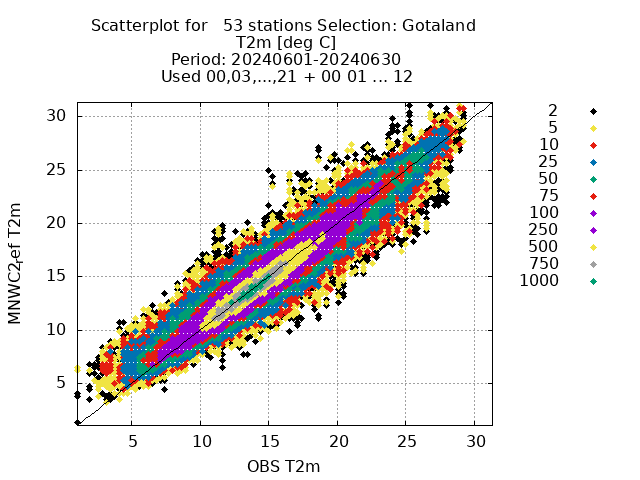 Scatterplot for   53 stations Selection: Gotaland
T2m [deg C]
Period: 20240601-20240630
Used 00,03,...,21 + 00 01 ... 12
30
25
20
15
10
5
MNWC2ref T2m
5 10 15 20 25 30
OBS T2m
2
5
10
25
50
75
100
250
500
750
1000